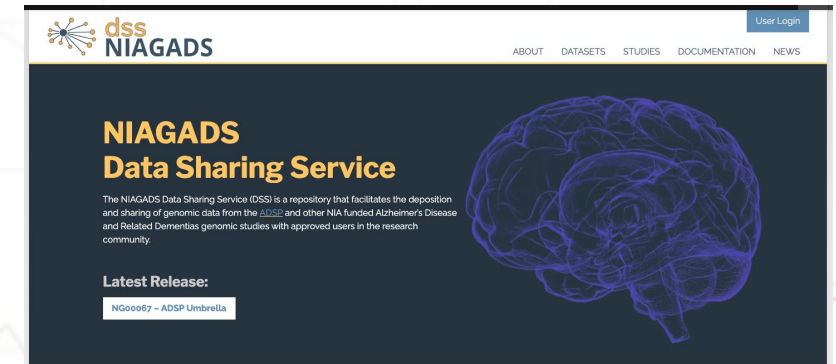 User Login
dss
NIAGADS
ABOUT DATASETS STUDIES DOCUMENTATION NEWS
NIAGADS
Data Sharing Service
The NIAGADS Data Sharing Service (DSS) is a repository that facilitates the deposition
and sharing of genomic data from the ADSP and other NIA funded Alzheimer's Disease
and Related Dementias genomic studies with approved users in the research
community.
Latest Release:
NG00067 – ADSP Umbrella